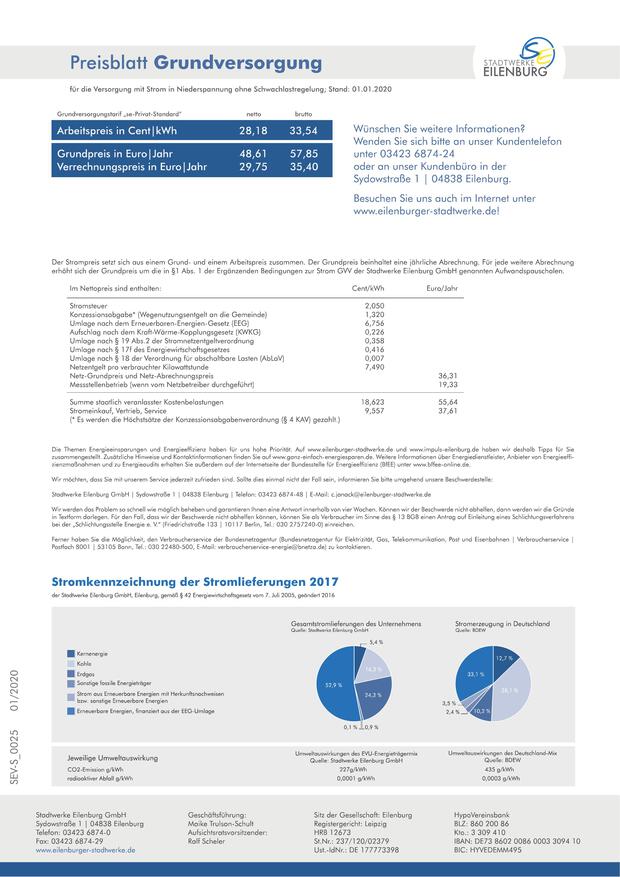 Preisblatt Grundversorgung
STADTWERKE
EILENBURG
für die Versorgung mit Strom in Niederspannung ohne Schwachlastregelung, Stand: 01.01.2020
Grundversorgungstarif „se-Privat-Standard“ netto brutto
Arbeitspreis in Cent|kWh 28,18 33,54
Grundpreis in Euro|Jahr 48,61 57,85
Verrechnungspreis in Euro|Jahr 29,75 35,40
Wünschen Sie weitere Informationen?
Wenden Sie sich bitte an unser Kundentelefon
unter 03423 6874-24
oder an unser Kundenbüro in der
Sydowstraße 1 | 04838 Eilenburg.
Besuchen Sie uns auch im Internet unter
www.eilenburger-stadtwerke.de!
Der Strompreis setzt sich aus einem Grund- und einem Arbeitspreis zusammen. Der Grundpreis beinhaltet eine jährliche Abrechnung. Für jede weitere Abrechnung
erhöht sich der Grundpreis um die in §1 Abs. 1 der Ergänzenden Bedingungen zur Strom GVV der Stadtwerke Eilenburg GmbH genannten Aufwandspauschalen.
Im Nettopreis sind enthalten: Cent/kWh Euro/Jahr
Stromsteuer 2,050
Konzessionsabgabe* (Wegenutzungsentgelt an die Gemeinde) 1,320
Umlage nach dem Erneuerbaren-Energien-Gesetz (EEG) 6,756
Aufschlag nach dem Kraft-Wärme-Kopplungsgesetz (KWKG) 0,226
Umlage nach § 19 Abs.2 der Stromnetzentgeltverordnung 0,358
Umlage nach § 17f des Energiewirtschaftsgesetzes 0,416
Umlage nach § 18 der Verordnung für abschaltbare Lasten (AbLaV) 0,007
Netzentgelt pro verbrauchter Kilowattstunde 7,490
Netz-Grundpreis und Netz-Abrechnungspreis 36,31
Messstellenbetrieb (wenn vom Netzbetreiber durchgeführt) 19,33
Summe staatlich veranlasster Kostenbelastungen 18,623 55,64
Stromeinkauf, Vertrieb, Service 9,557 37,61
(* Es werden die Höchstsätze der Konzessionsabgabenverordnung (§ 4 KAV) gezahlt.)
Die Themen Energieeinsparungen und Energieeffizienz haben für uns hohe Priorität. Auf www.eilenburger-stadtwerke.de und www.impuls-eilenburg.de haben wir deshalb Tipps für Sie
zusammengestellt. Zusätzliche Hinweise und Kontaktinformationen finden Sie auf www.ganz-einfach-energiesparen.de. Weitere Informationen über Energiedienstleister, Anbieter von Energieeffi-
zienzmaßnahmen und zu Energieaudits erhalten Sie außerdem auf der Internetseite der Bundesstelle für Energieeffizienz (BfEE) unter www.bfee-online.de.
Wir möchten, dass Sie mit unserem Service jederzeit zufrieden sind. Sollte dies einmal nicht der Fall sein, informieren Sie bitte umgehend unsere Beschwerdestelle:
Stadtwerke Eilenburg GmbH | Sydowstraße 1 | 04838 Eilenburg | Telefon: 03423 6874-48 | E-Mail: c.janack@eilenburger-stadtwerke.de
Wir werden das Problem so schnell wie möglich beheben und garantieren Ihnen eine Antwort innerhalb von vier Wochen. Können wir der Beschwerde nicht abhelfen, dann werden wir die Gründe
in Textform darlegen. Für den Fall, dass wir der Beschwerde nicht abhelfen können, können Sie als Verbraucher im Sinne des § 13 BGB einen Antrag auf Einleitung eines Schlichtungsverfahrens
bei der „Schlichtungsstelle Energie e. V.“ (Friedrichstraße 133 | 10117 Berlin, Tel.: 030 2757240-0) einreichen.
Ferner haben Sie die Möglichkeit, den Verbraucherservice der Bundesnetzagentur (Bundesnetzagentur für Elektrizität, Gas, Telekommunikation, Post und Eisenbahnen | Verbraucherservice |
Postfach 8001 | 53105 Bonn, Tel.: 030 22480-500, E-Mail: verbraucherservice-energie@bnetza.de) zu kontaktieren.
Stromkennzeichnung der Stromlieferungen 2017
der Stadtwerke Eilenburg GmbH, Eilenburg, gemäß § 42 Energiewirtschaftsgesetz vom 7. Juli 2005, geändert 2016
Kernenergie
Kohle
Erdgas
Sonstige fossile Energieträger
Strom aus Erneuerbare Energien mit Herkunftsnachweisen
bzw. sonstige Erneuerbare Energien
Erneuerbare Energien, finanziert aus der EEG-Umlage
Gesamtstromlieferungen des Unternehmens
Quelle: Stadtwerke Eilenburg GmbH
5,4 %
16,3 %
24,3 %
52,9 %
0,1 % 0,9 %
Stromerzeugung in Deutschland
Quelle: BDEW
12,7 %
38,1 %
33,1 %
3,5 %
2,4 %
10,2 %
Jeweilige Umweltauswirkung
CO2-Emission g/kWh
radioaktiver Abfall g/kWh
Umweltauswirkungen des EVU-Energieträgermix
Quelle: Stadtwerke Eilenburg GmbH
227g/kWh
0,0001 g/kWh
Umweltauswirkungen des Deutschland-Mix
Quelle: BDEW
435 g/kWh
0,0003 g/kWh
SEV-S_0025 01/2020
Stadtwerke Eilenburg GmbH
Sydowstraße 1 | 04838 Eilenburg
Telefon: 03423 6874-0
Fax: 03423 6874-29
www.eilenburger-stadtwerke.de
Geschäftsführung:
Maike Trulson-Schult
Aufsichtsratsvorsitzender:
Ralf Scheler
Sitz der Gesellschaft: Eilenburg
Registergericht: Leipzig
HRB 12673
St.Nr.: 237/120/02379
Ust.-IdNr.: DE 177773398
HypoVereinsbank
BLZ: 860 200 86
Kto.: 3 309 410
IBAN: DE73 8602 0086 0003 3094 10
BIC: HYVEDEMM495